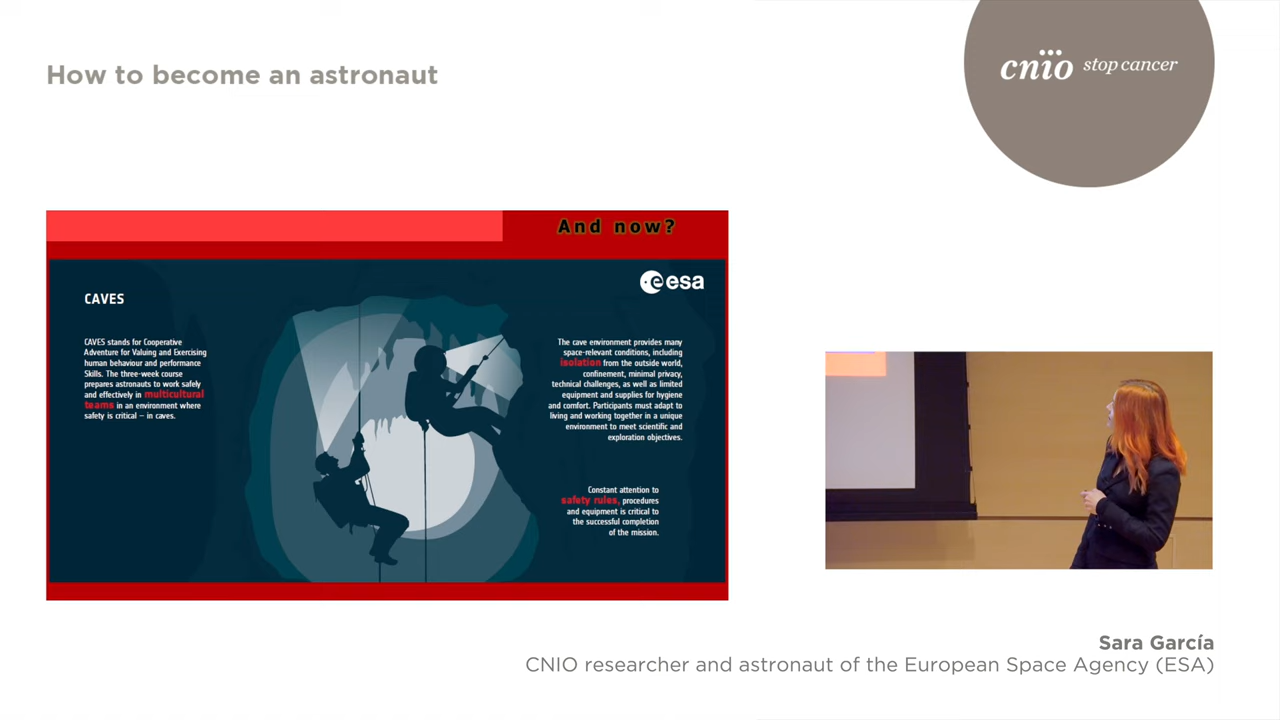 How to become an astronaut
cnio stop cancer
And now?
esa
CAVES
CAVES stands for Cooperative
Adventure for Valuing and Exercising
human behaviour and performance
Skills. The three-week course
prepares astronauts to work safely
and effectively in multicultural
teams in an environment where
safety is critical – in caves.
The cave environment provides many
space-relevant conditions, including
isolation from the outside world,
confinement, minimal privacy,
technical challenges, as well as limited
equipment and supplies for hygiene
and comfort. Participants must adapt to
living and working together in a unique
environment to meet scientific and
exploration objectives.
Constant attention to
safety rules, procedures
and equipment is critical to
the successful completion
of the mission.
Sara García
CNIO researcher and astronaut of the European Space Agency (ESA)